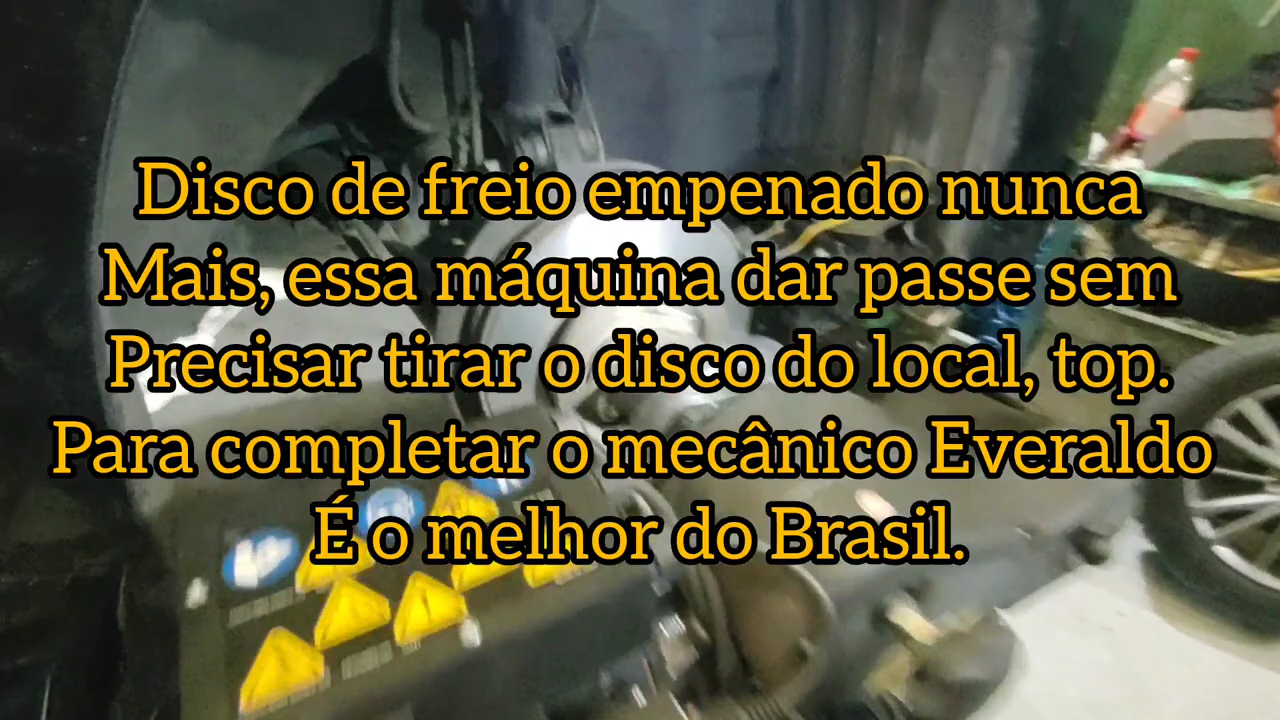 Disco de freio empenado nunca
Mais, essa máquina dar passe sem
Precisar tirar o disco do local, top.
Para completar o mecânico Everaldo
É o melhor do Brasil.